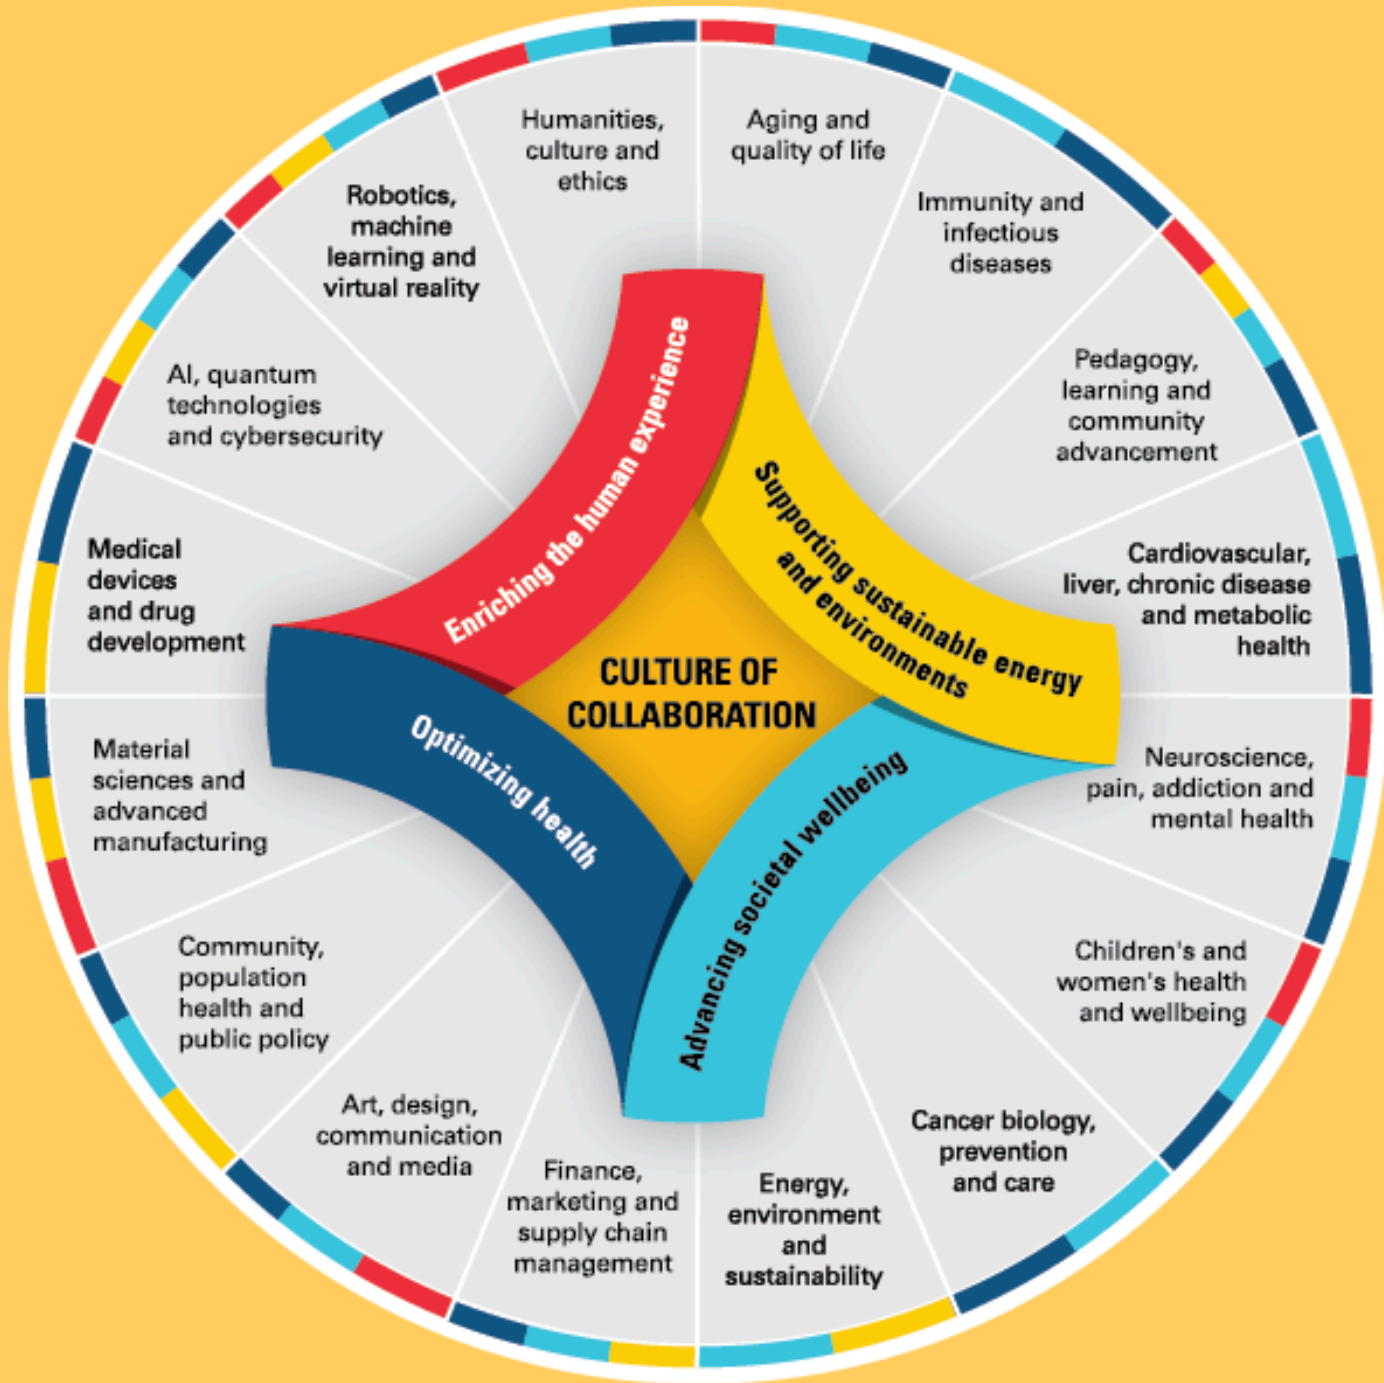 Humanities,
culture and
ethics
Aging and
quality of life
Immunity and
infectious
diseases
Pedagogy,
learning and
community
advancement
Cardiovascular,
liver, chronic disease
and metabolic
health
Neuroscience,
pain, addiction and
mental health
Children's and
women's health
and wellbeing
Cancer biology,
prevention
and care
Energy,
environment
and
sustainability
Finance,
marketing and
supply chain
management
Art, design,
communication
and media
Community,
population
health and
public policy
Material
sciences and
advanced
manufacturing
Medical
devices
and drug
development
AI, quantum
technologies
and cybersecurity
Robotics,
machine
learning and
virtual reality
Enriching the human experience
Supporting sustainable energy
and environments
Advancing societal wellbeing
Optimizing health
CULTURE OF
COLLABORATION